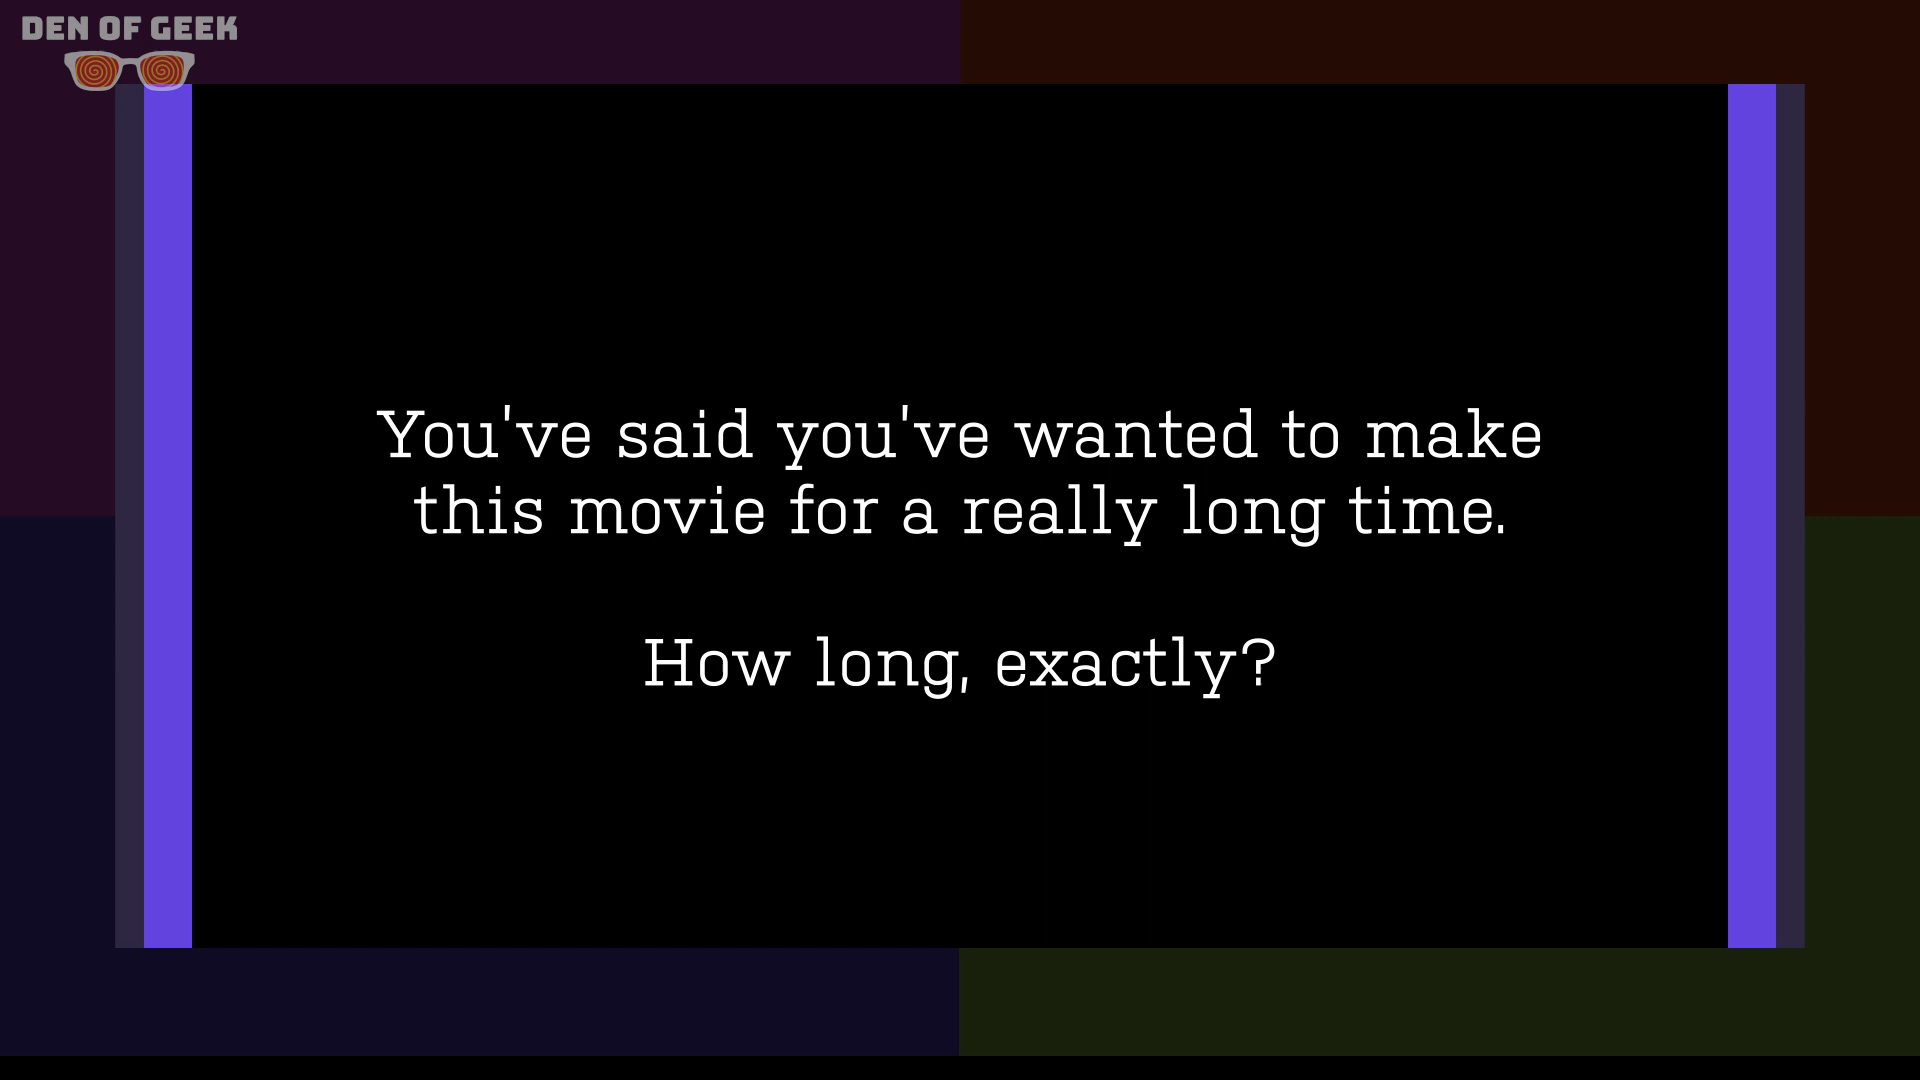 DEN OF GEEK
You've said you've wanted to make
this movie for a really long time.
How long, exactly?